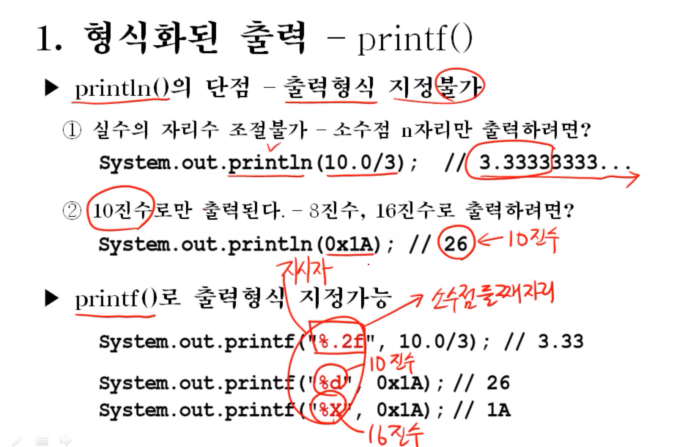 1. 형식화된 출력 – printf()
▶ println()의 단점 – 출력형식 지정불가
① 실수의 자리수 조절불가 – 소수점 n자리만 출력하려면?
System.out.println(10.0/3); // 3.33333333...
② 10진수로만 출력된다. – 8진수, 16진수로 출력하려면?
System.out.println(0x1A); // 26 ← 10진수
지시자
▶ printf()로 출력형식 지정가능 소수점 둘째자리
System.out.printf("%.2f", 10.0/3); // 3.33
10진수
System.out.printf("%d", 0x1A); // 26
System.out.printf("%X", 0x1A); // 1A
16진수